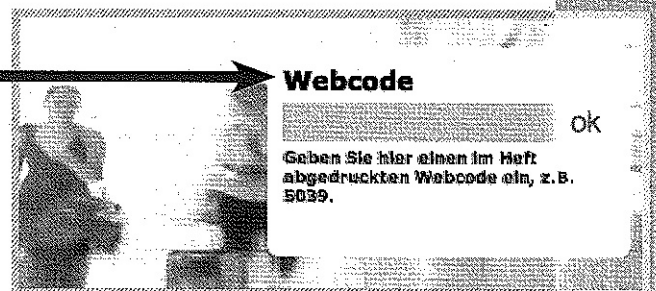 Webcode
ok
Geben Sie hier einen im Heft
abgedruckten Webcode ein, z.B.
5039.